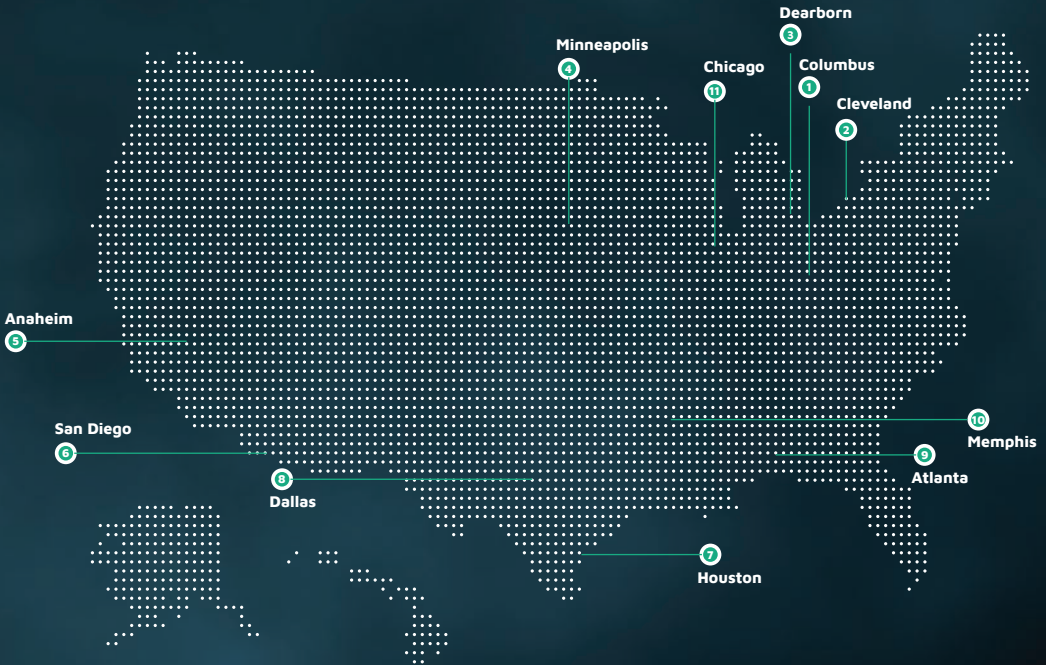 Dearborn
3
Minneapolis
4
Chicago
11
Columbus
1
Cleveland
2
Anaheim
5
San Diego
6
8
Dallas
10
Memphis
9
Atlanta
7
Houston